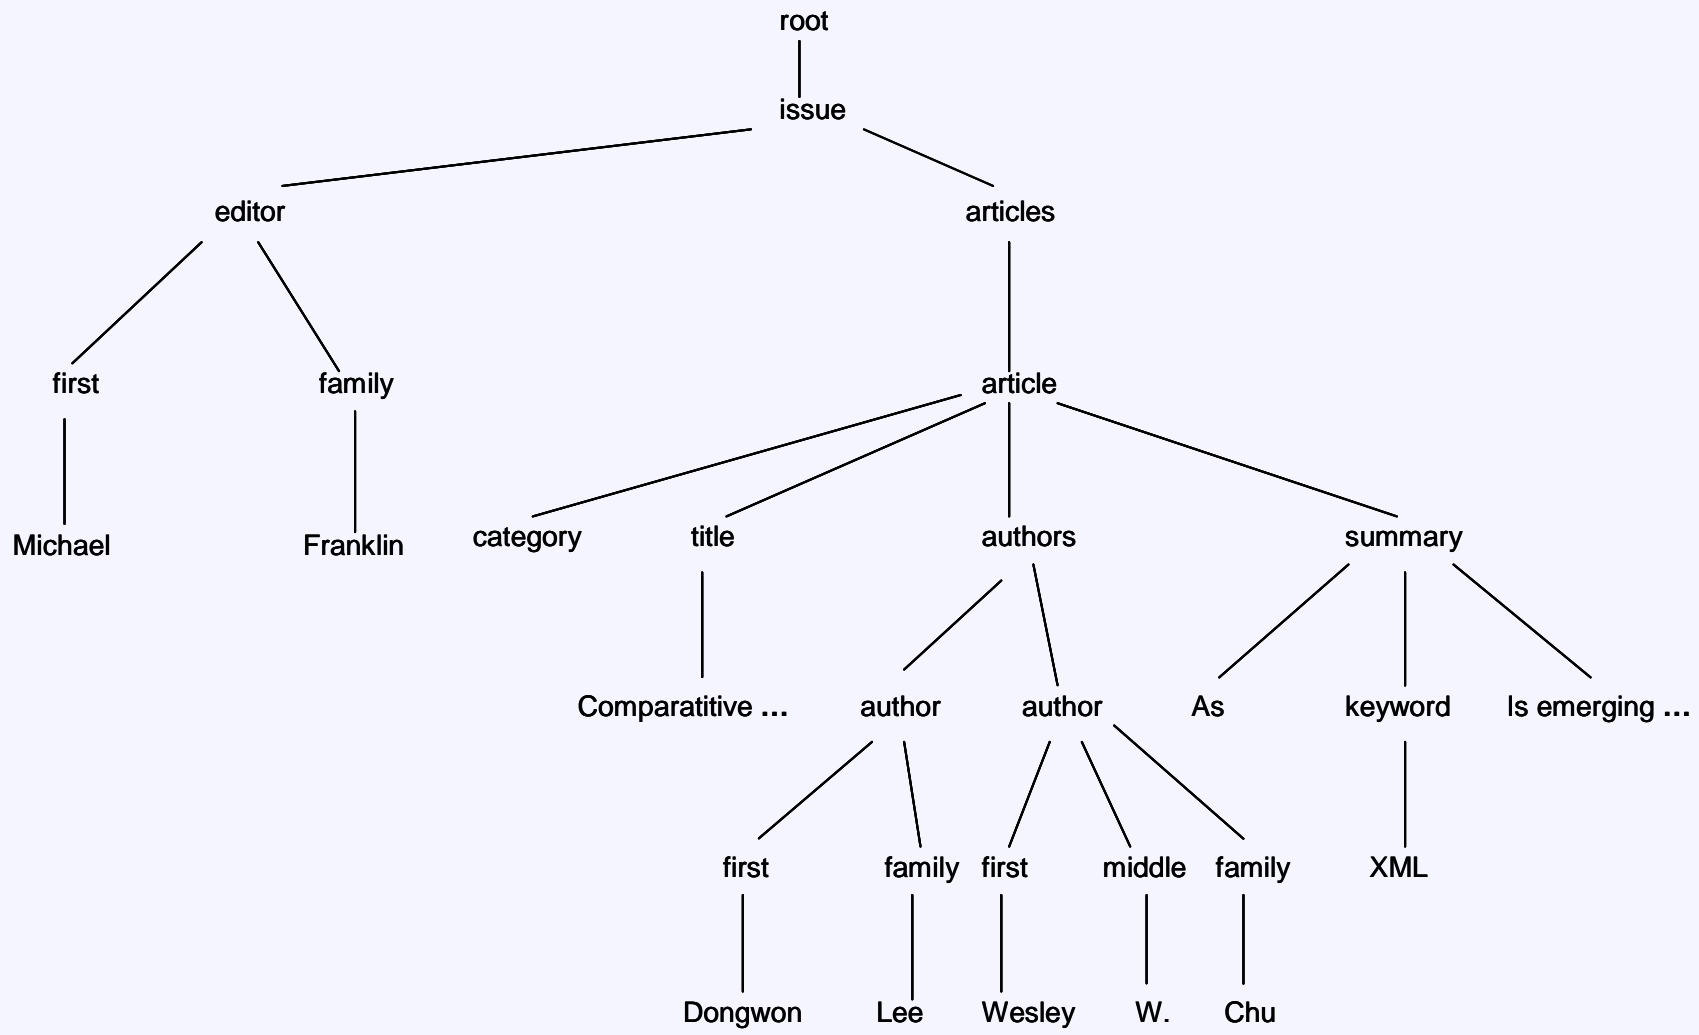 root
issue
editor articles
first family article
Michael Franklin category title authors summary
Comparatitive ... author author As keyword Is emerging ...
first family first middle family XML
Dongwon Lee Wesley W. Chu